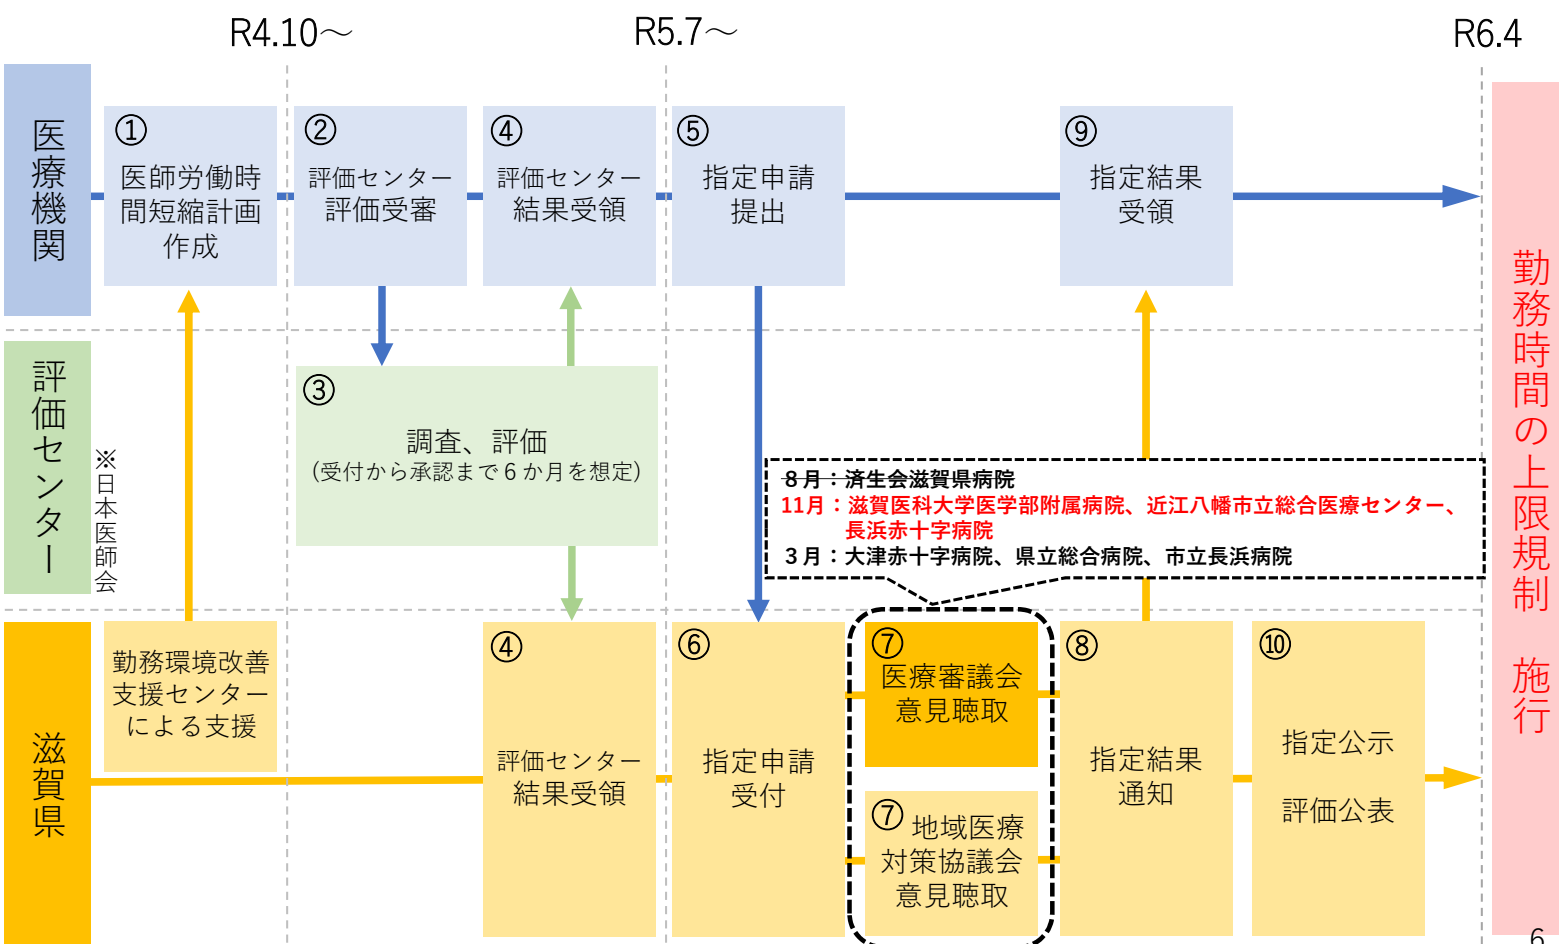 R4.10～
R5.7～
R6.4
医療機関
①
医師労働時
間短縮計画
作成
②
評価センター
評価受審
④
評価センター
結果受領
⑤
指定申請
提出
⑨
指定結果
受領
勤務時間の上限規制　施行
評価センター
※日本医師会
③
調査、評価
(受付から承認まで６か月を想定)
８月：済生会滋賀県病院
11月：滋賀医科大学医学部附属病院、近江八幡市立総合医療センター、
長浜赤十字病院
３月：大津赤十字病院、県立総合病院、市立長浜病院
滋賀県
勤務環境改善
支援センター
による支援
④
評価センター
結果受領
⑥
指定申請
受付
⑦
医療審議会
意見聴取
⑦ 地域医療
対策協議会
意見聴取
⑧
指定結果
通知
⑩
指定公示
評価公表
6